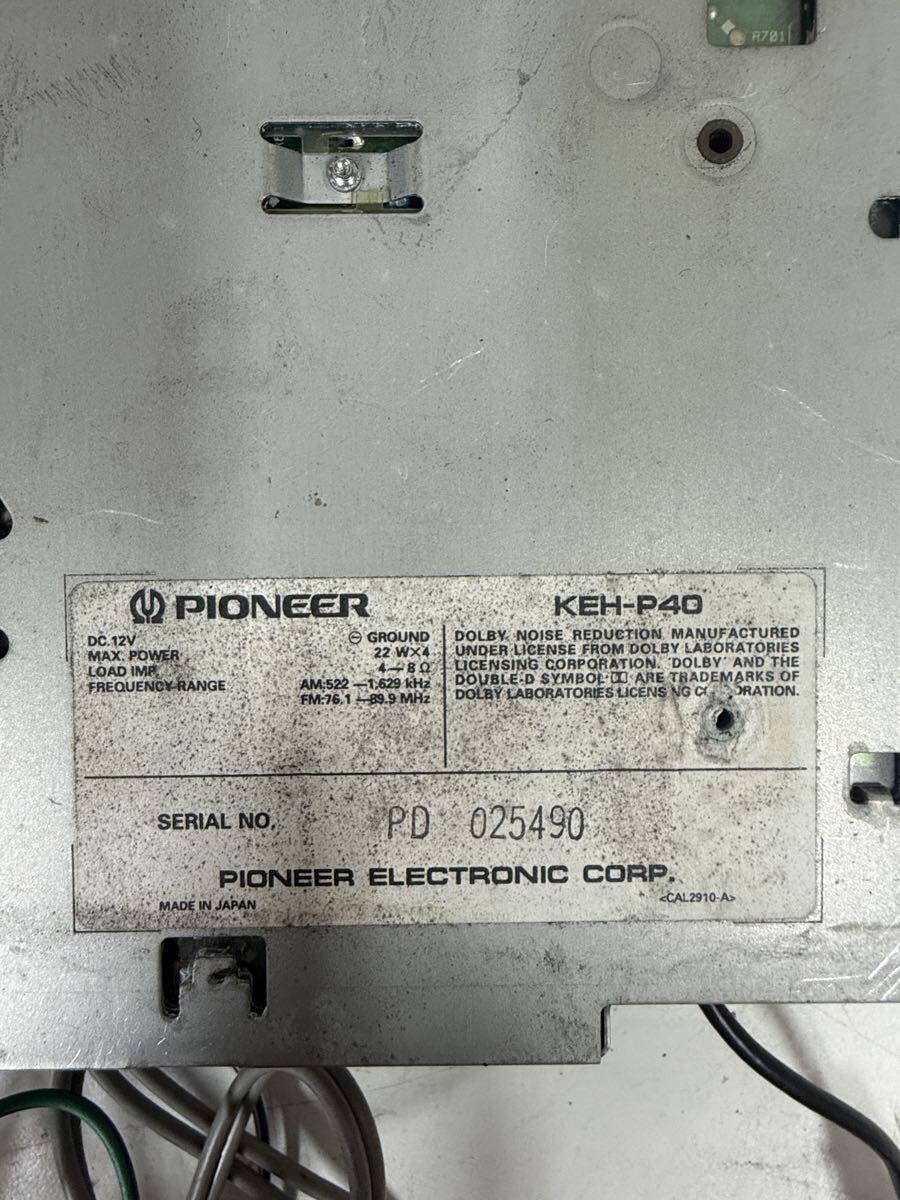 R701
PIONEER
KEH-P40
DC.12V ⊖ GROUND
MAX. POWER 22 W×4
LOAD IMP. 4—8 Ω
FREQUENCY RANGE AM:522 —1,629 kHz
FM:76.1 —89.9 MHz
DOLBY NOISE REDUCTION MANUFACTURED
UNDER LICENSE FROM DOLBY LABORATORIES
LICENSING CORPORATION. 'DOLBY' AND THE
DOUBLE-D SYMBOL ARE TRADEMARKS OF
DOLBY LABORATORIES LICENSING
SERIAL NO. PD 025490
PIONEER ELECTRONIC CORP.
MADE IN JAPAN <CAL2910-A>